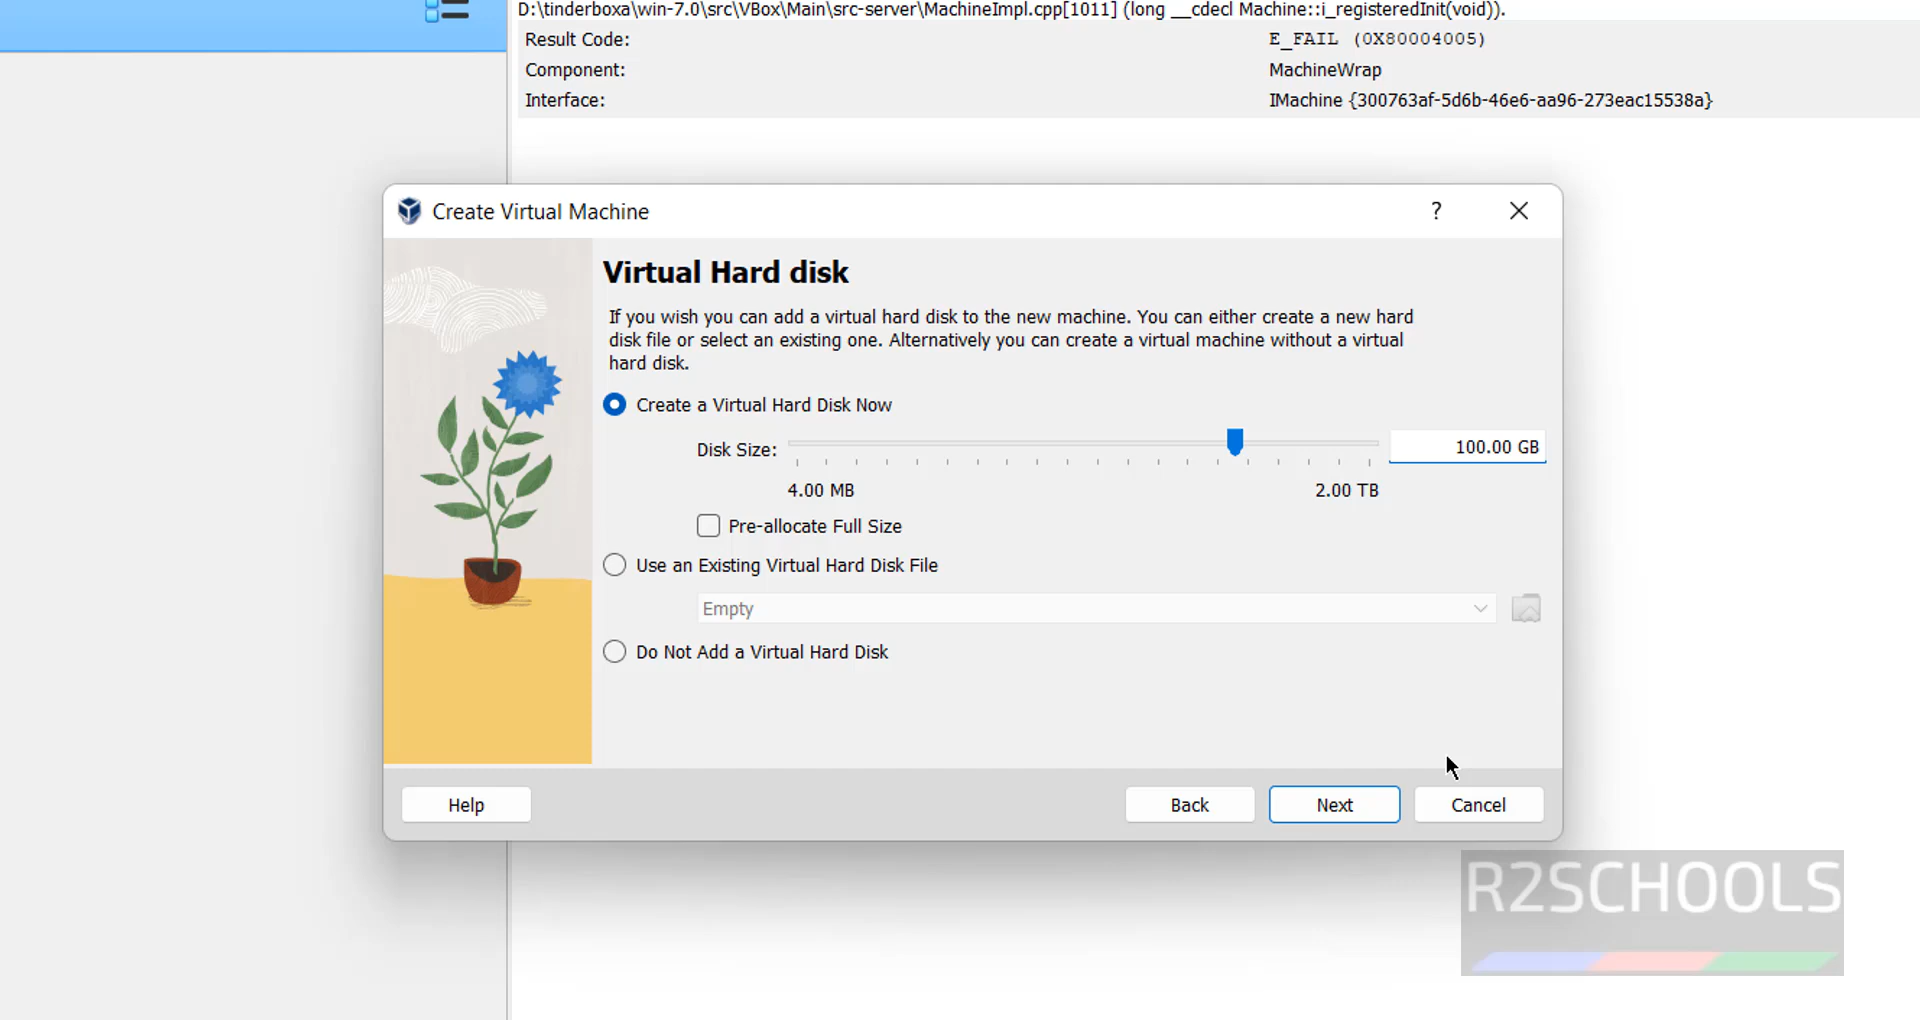 D:\tinderboxa\win-7.0\src\VBox\Main\src-server\MachineImpl.cpp[1011] (long __cdecl Machine::i_registeredInit(void)).
Result Code: E_FAIL (0X80004005)
Component: MachineWrap
Interface: IMachine {300763af-5d6b-46e6-aa96-273eac15538a}
Create Virtual Machine
?
Virtual Hard disk
If you wish you can add a virtual hard disk to the new machine. You can either create a new hard
disk file or select an existing one. Alternatively you can create a virtual machine without a virtual
hard disk.
Create a Virtual Hard Disk Now
Disk Size: 100.00 GB
4.00 MB 2.00 TB
Pre-allocate Full Size
Use an Existing Virtual Hard Disk File
Empty
Do Not Add a Virtual Hard Disk
Help Back Next Cancel
R2SCHOOLS